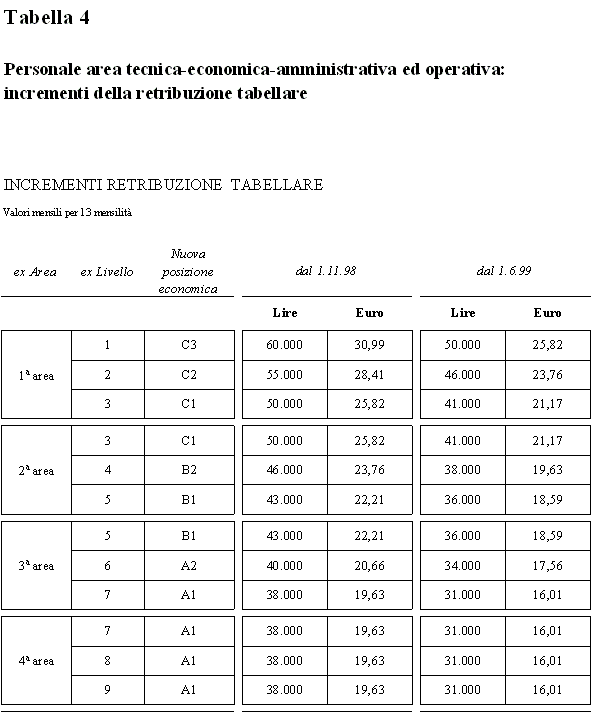 Tabella 4
Personale area tecnica-economica-amministrativa ed operativa:
incrementi della retribuzione tabellare
INCREMENTI RETRIBUZIONE TABELLARE
Valori mensili per 13 mensilità
ex Area ex Livello Nuova posizione economica dal 1.11.98 dal 1.6.99
Lire Euro Lire Euro
1 C3 60.000 30,99 50.000 25,82
1ª area 2 C2 55.000 28,41 46.000 23,76
3 C1 50.000 25,82 41.000 21,17
3 C1 50.000 25,82 41.000 21,17
2ª area 4 B2 46.000 23,76 38.000 19,63
5 B1 43.000 22,21 36.000 18,59
5 B1 43.000 22,21 36.000 18,59
3ª area 6 A2 40.000 20,66 34.000 17,56
7 A1 38.000 19,63 31.000 16,01
7 A1 38.000 19,63 31.000 16,01
4ª area 8 A1 38.000 19,63 31.000 16,01
9 A1 38.000 19,63 31.000 16,01